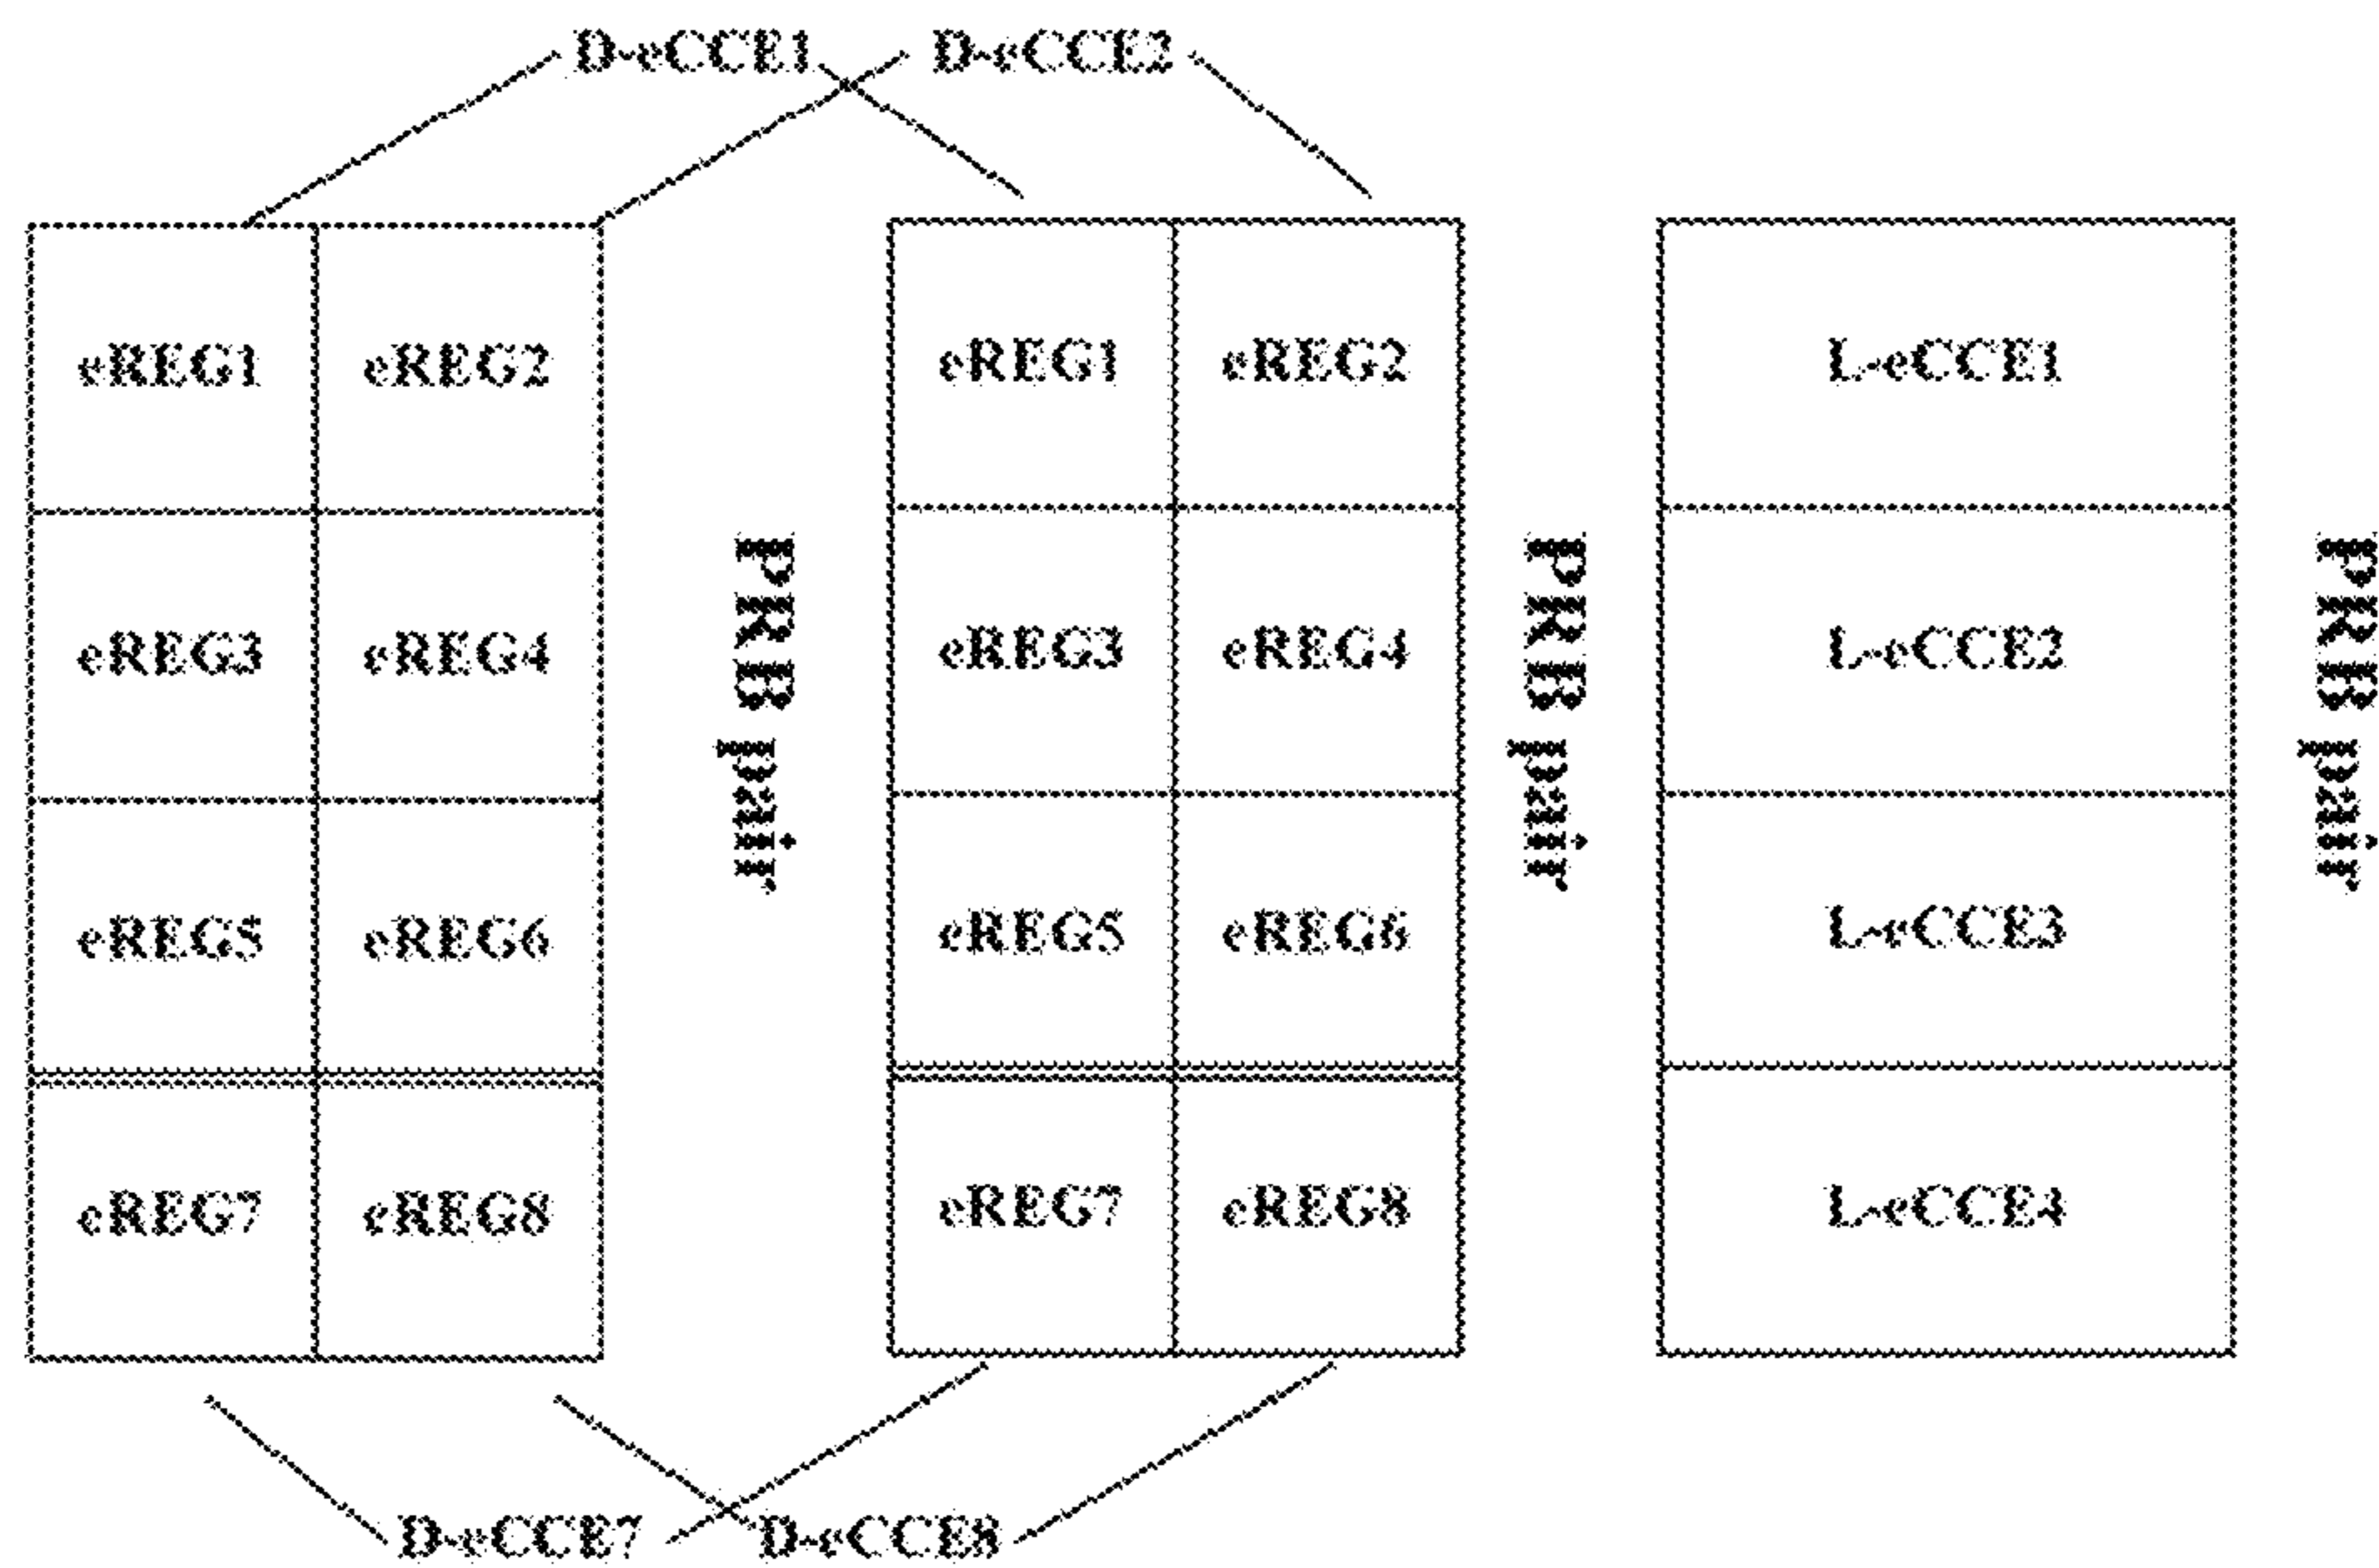 D-eCCE1 D-eCCE2
eREG1 eREG2 eREG1 eREG2 L-eCCE1
eREG3 eREG4 eREG3 eREG4 L-eCCE2
eREG5 eREG6 eREG5 eREG6 L-eCCE3
eREG7 eREG8 eREG7 eREG8 L-eCCE4
PRB pair
PRB pair
PRB pair
D-eCCE7 D-eCCE8